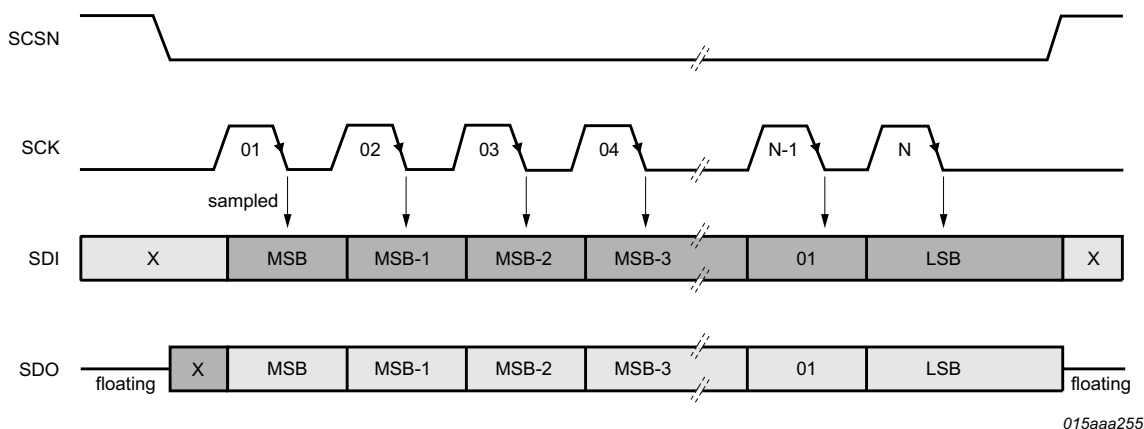 SCSN
SCK
01 02 03 04 N-1 N
sampled
SDI
X MSB MSB-1 MSB-2 MSB-3 01 LSB X
SDO
X MSB MSB-1 MSB-2 MSB-3 01 LSB
floating floating
015aaa255